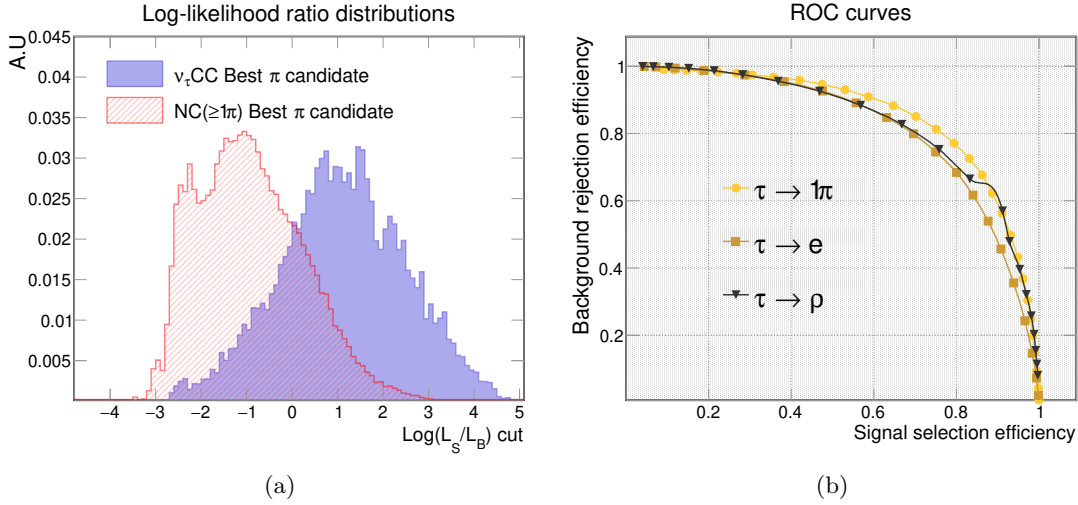 Log-likelihood ratio distributions
A.U
0.045
0.04
0.035
0.03
0.025
0.02
0.015
0.01
0.005
ντCC Best π candidate
NC(≥1π) Best π candidate
−4 −3 −2 −1 0 1 2 3 4 5
Log(L_S/L_B) cut
(a)
ROC curves
Background rejection efficiency
1
0.8
0.6
0.4
0.2
τ → 1π
τ → e
τ → ρ
0.2 0.4 0.6 0.8 1
Signal selection efficiency
(b)